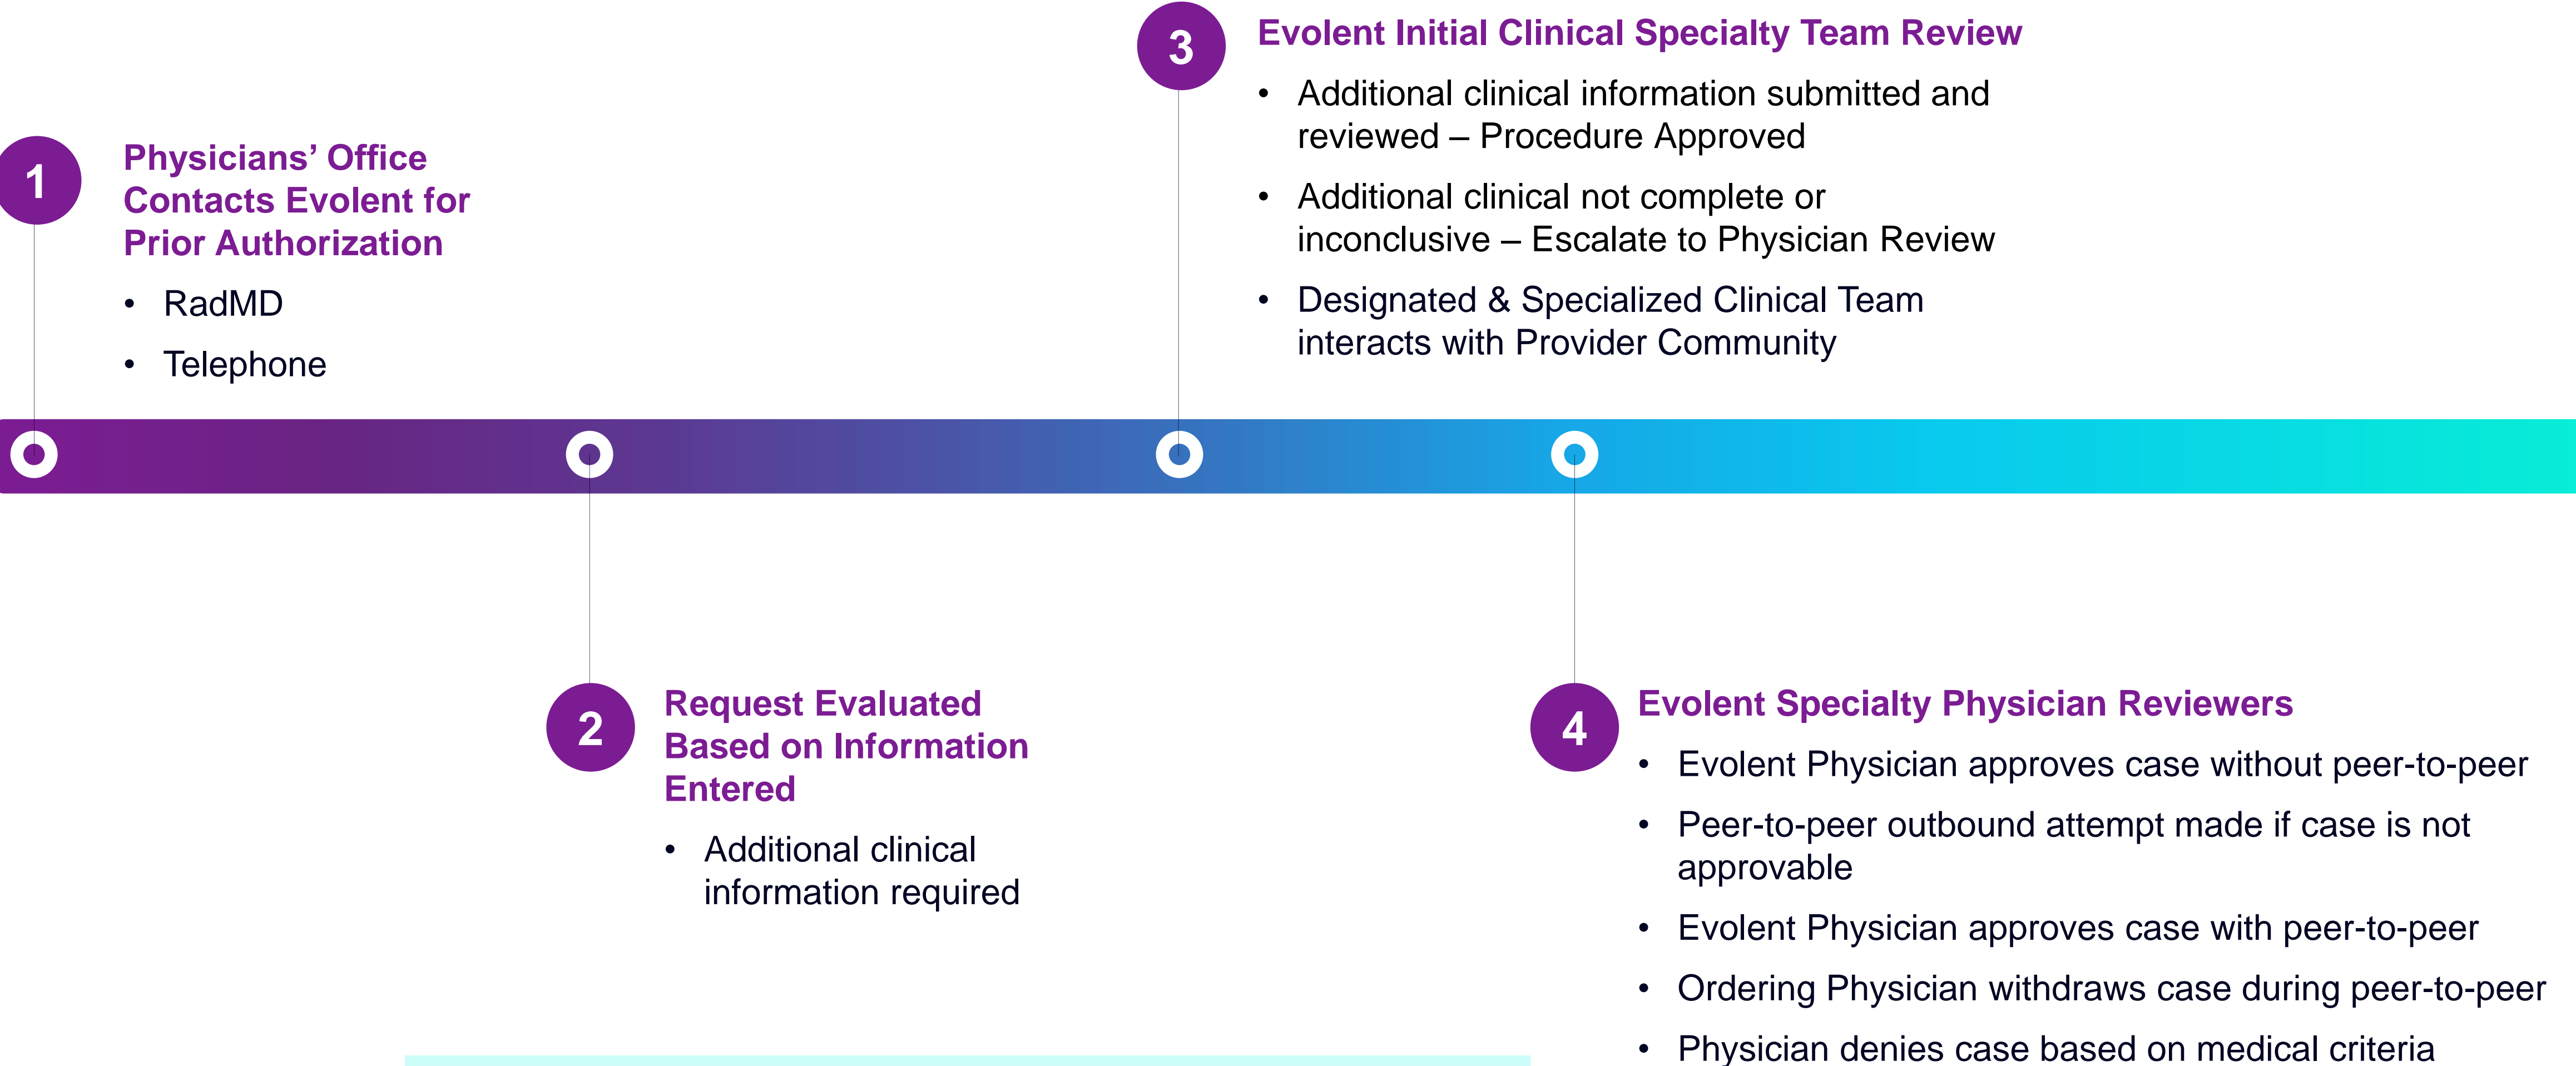 1
Physicians’ Office
Contacts Evolent for
Prior Authorization
• RadMD
• Telephone
2
Request Evaluated
Based on Information
Entered
• Additional clinical
information required
3
Evolent Initial Clinical Specialty Team Review
• Additional clinical information submitted and
reviewed – Procedure Approved
• Additional clinical not complete or
inconclusive – Escalate to Physician Review
• Designated & Specialized Clinical Team
interacts with Provider Community
4
Evolent Specialty Physician Reviewers
• Evolent Physician approves case without peer-to-peer
• Peer-to-peer outbound attempt made if case is not
approvable
• Evolent Physician approves case with peer-to-peer
• Ordering Physician withdraws case during peer-to-peer
• Physician denies case based on medical criteria